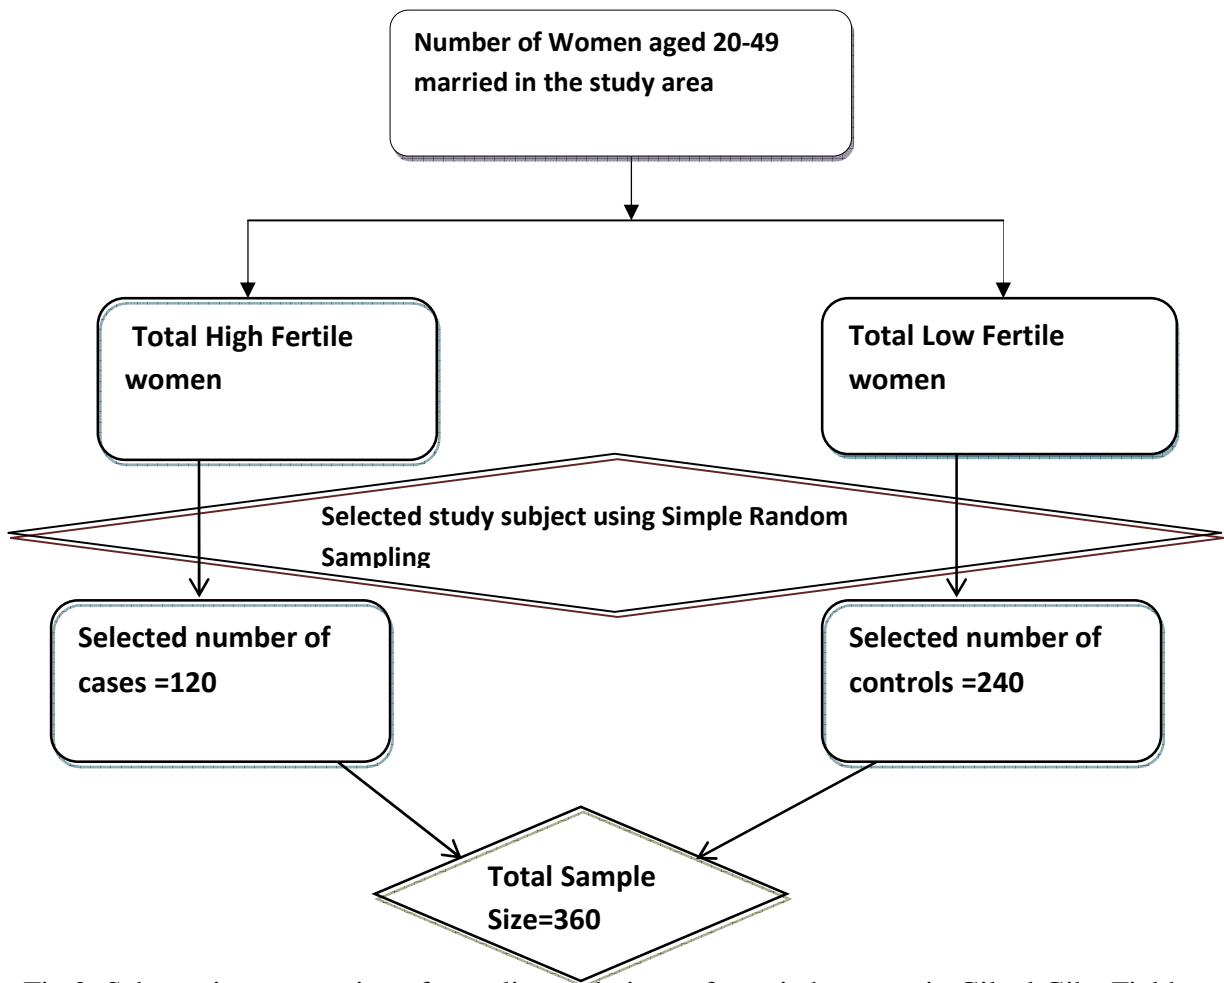 Number of Women aged 20-49
married in the study area
Total High Fertile
women
Total Low Fertile
women
Selected study subject using Simple Random
Sampling
Selected number of
cases =120
Selected number of
controls =240
Total Sample
Size=360